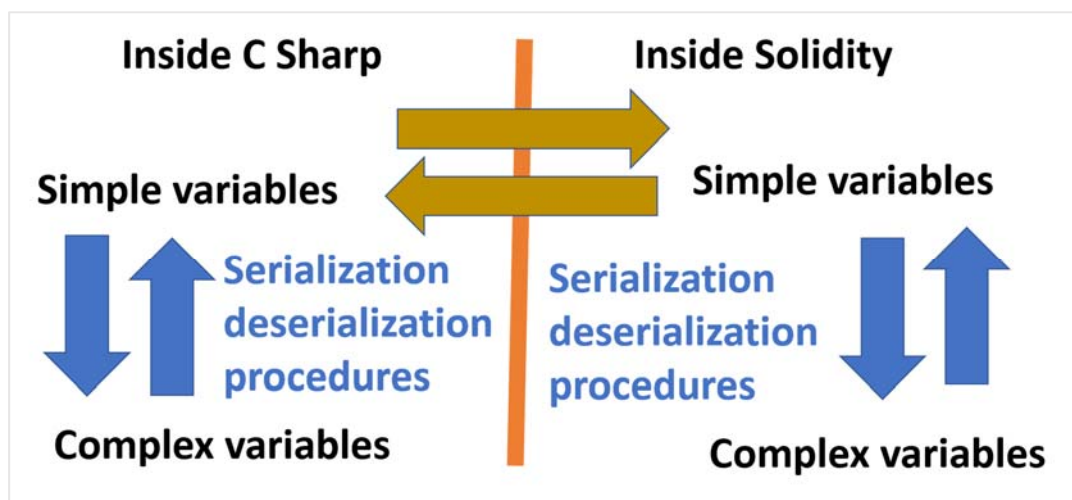 Inside C Sharp
Inside Solidity
Simple variables
Simple variables
Serialization
deserialization
procedures
Serialization
deserialization
procedures
Complex variables
Complex variables